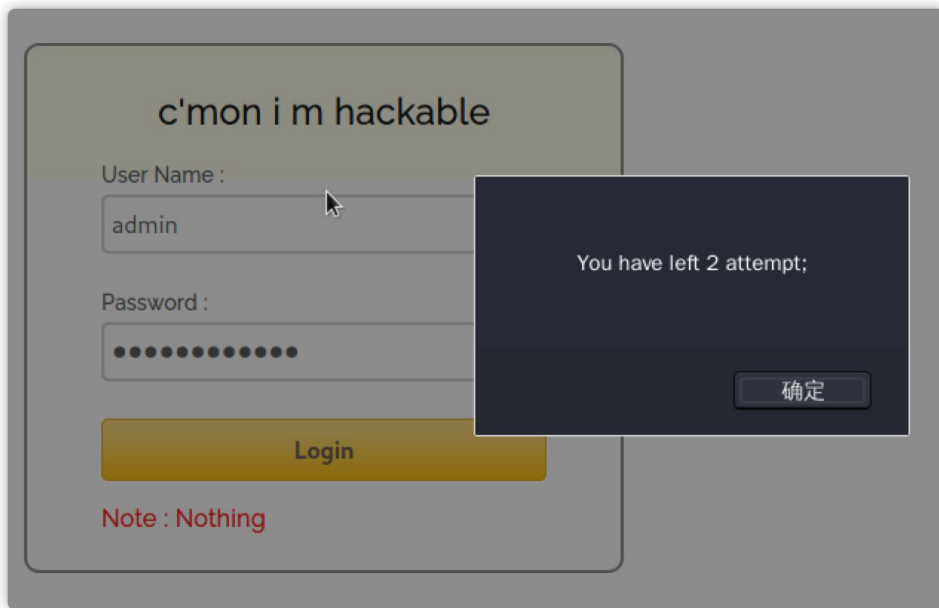 c'mon i m hackable
User Name :
admin
Password :
Login
Note : Nothing
You have left 2 attempt;
确定